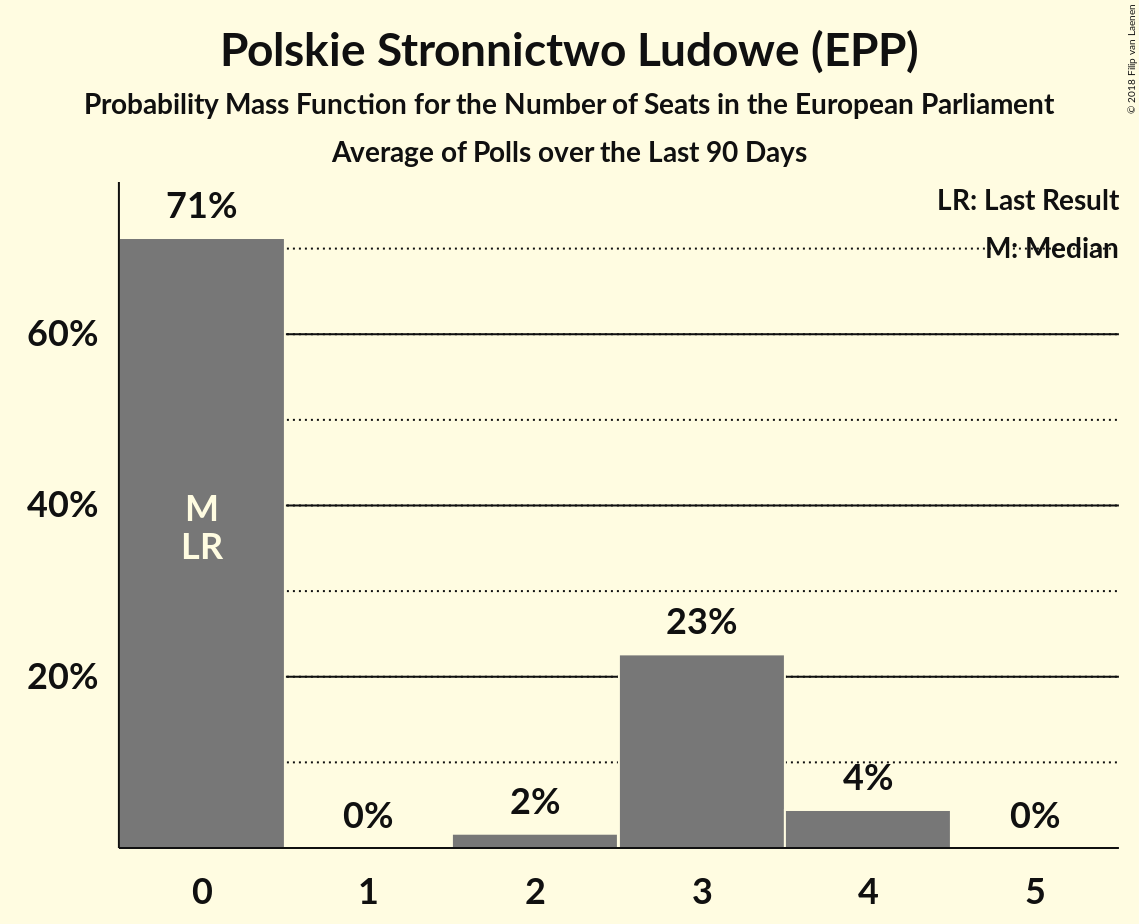 Polskie Stronnictwo Ludowe (EPP)
Probability Mass Function for the Number of Seats in the European Parliament
Average of Polls over the Last 90 Days
© 2018 Filip van Laenen
LR: Last Result
M: Median
71%
60%
40%
M
LR
23%
20%
4%
2%
0%
0%
0 1 2 3 4 5